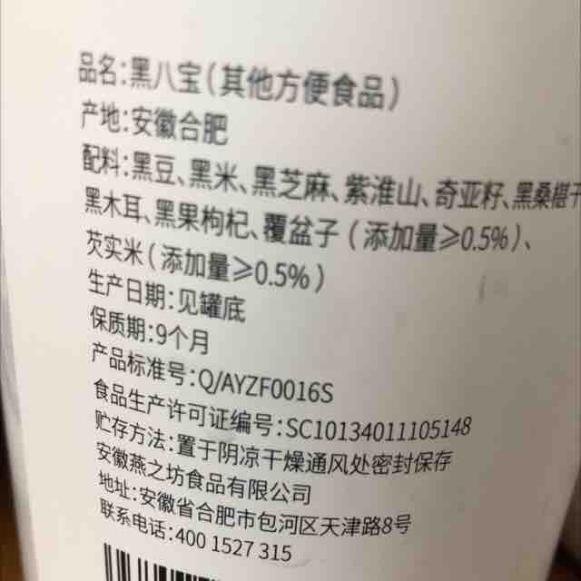 品名:黑八宝(其他方便食品)
产地:安徽合肥
配料:黑豆、黑米、黑芝麻、紫淮山、奇亚籽、黑桑椹干
黑木耳、黑果枸杞、覆盆子(添加量≥0.5%)、
芡实米(添加量≥0.5%)
生产日期:见罐底
保质期:9个月
产品标准号:Q/AYZF0016S
食品生产许可证编号:SC10134011105148
贮存方法:置于阴凉干燥通风处密封保存
安徽燕之坊食品有限公司
地址:安徽省合肥市包河区天津路8号
联系电话:400 1527 315